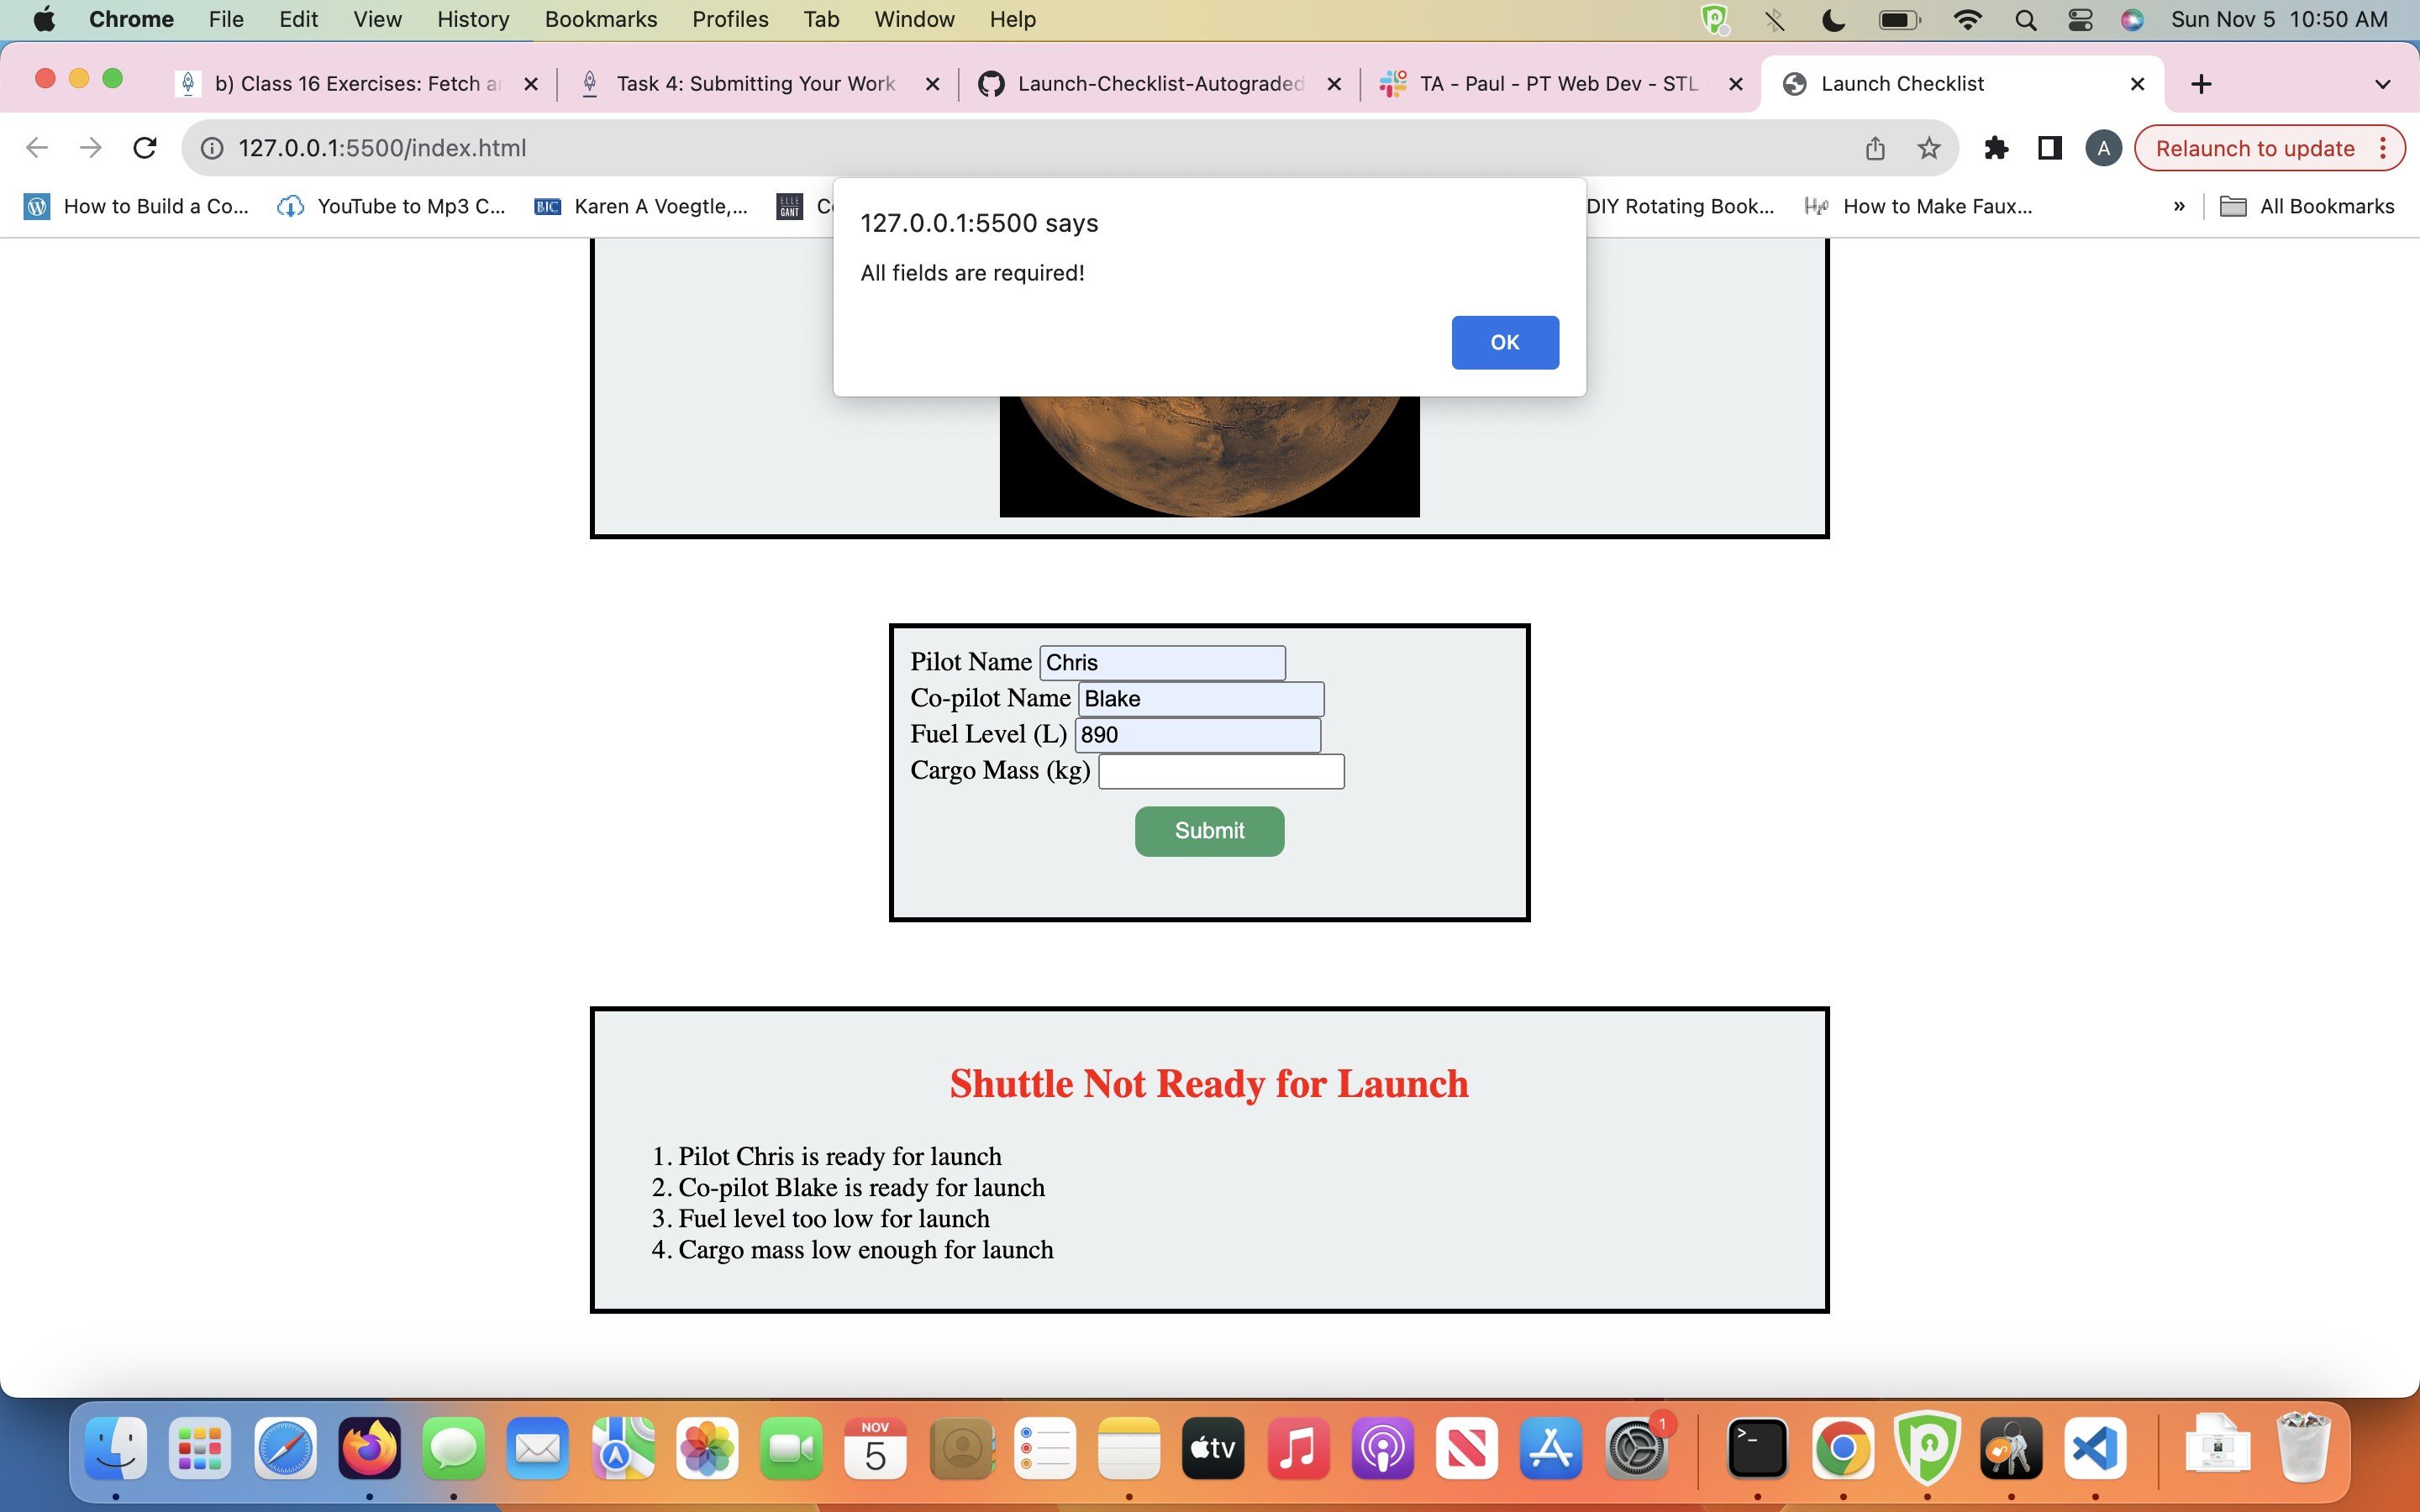 Chrome File Edit View History Bookmarks Profiles Tab Window Help Sun Nov 5 10:50 AM
b) Class 16 Exercises: Fetch ar Task 4: Submitting Your Work Launch-Checklist-Autograded TA - Paul - PT Web Dev - STL Launch Checklist
127.0.0.1:5500/index.html A Relaunch to update
How to Build a Co... YouTube to Mp3 C... BIC Karen A Voegtle,... ELLE GANT DIY Rotating Book... How to Make Faux... » All Bookmarks
127.0.0.1:5500 says
All fields are required!
OK
Pilot Name Chris
Co-pilot Name Blake
Fuel Level (L) 890
Cargo Mass (kg)
Submit
Shuttle Not Ready for Launch
1. Pilot Chris is ready for launch
2. Co-pilot Blake is ready for launch
3. Fuel level too low for launch
4. Cargo mass low enough for launch
NOV
5
tv
1